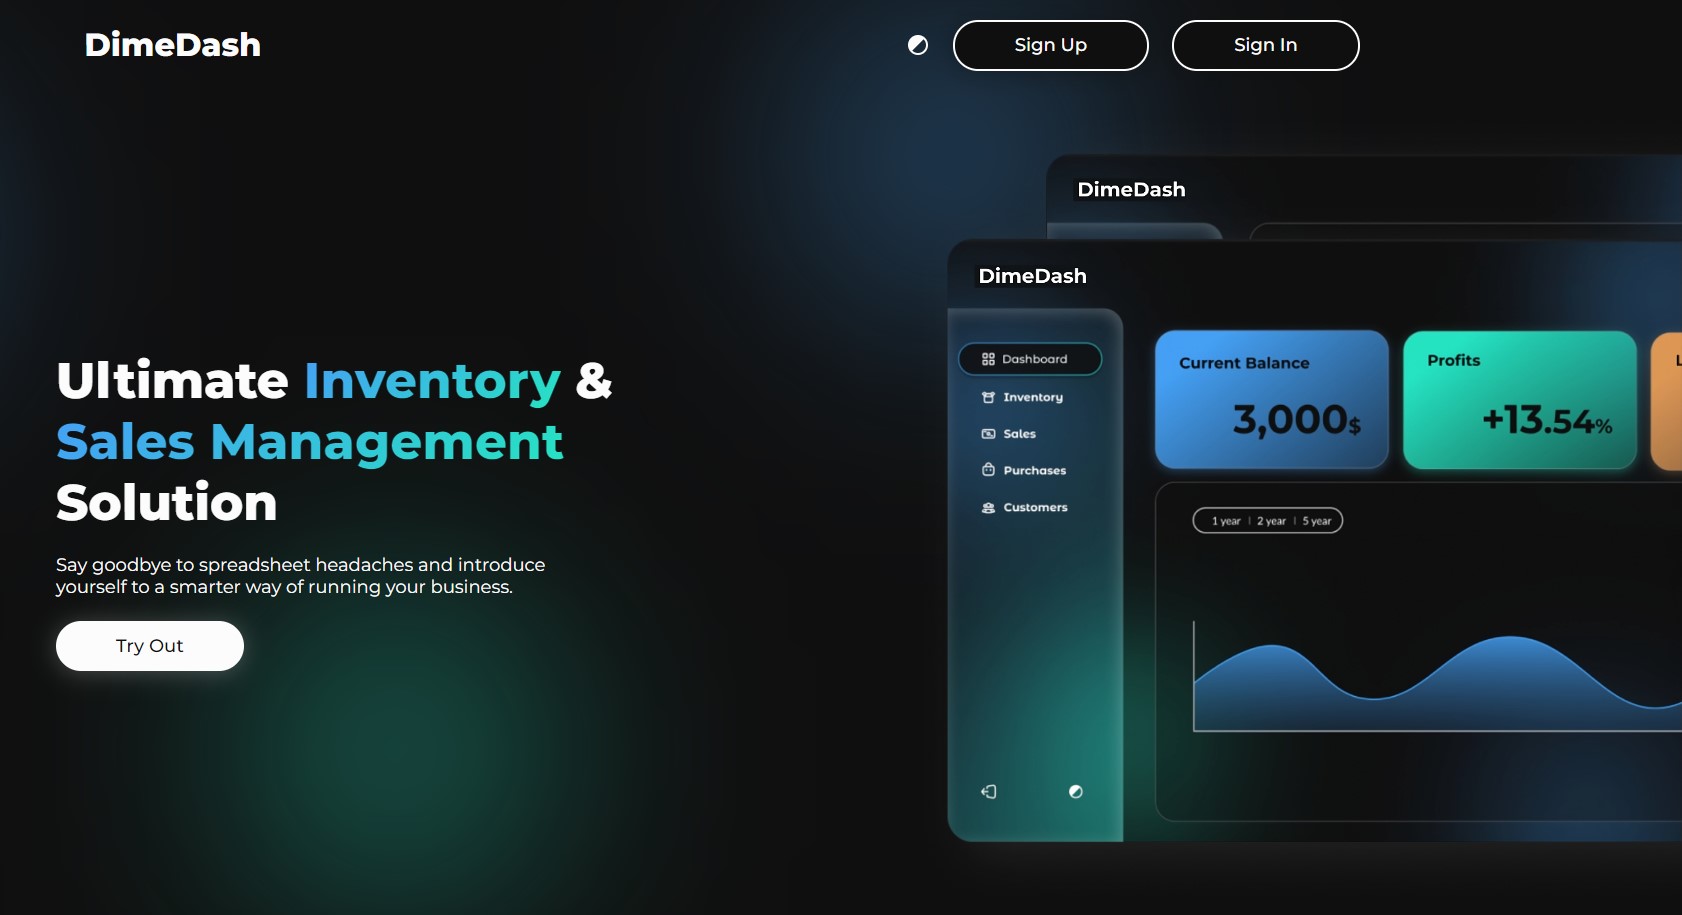 DimeDash
Sign Up
Sign In
DimeDash
DimeDash
Dashboard
Inventory
Sales
Purchases
Customers
Current Balance
3,000$
Profits
+13.54%
1 year | 2 year | 5 year
Ultimate Inventory &
Sales Management
Solution
Say goodbye to spreadsheet headaches and introduce
yourself to a smarter way of running your business.
Try Out